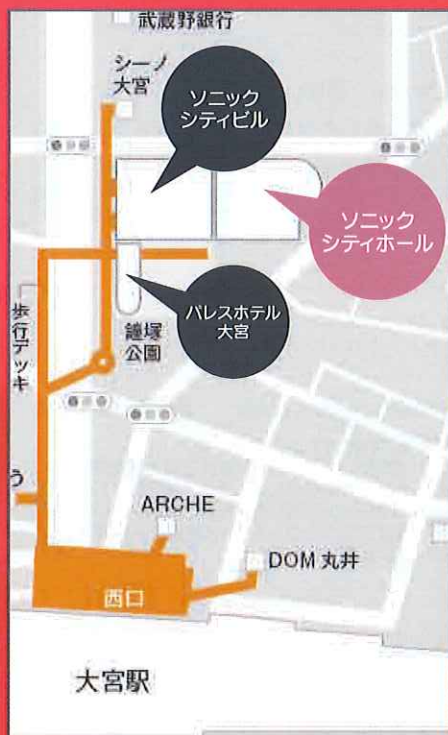 武蔵野銀行
シーノ
大宮
ソニック
シティビル
ソニック
シティホール
パレスホテル
大宮
鐘塚
公園
歩行デッキ
う
ARCHE
DOM 丸井
西口
大宮駅